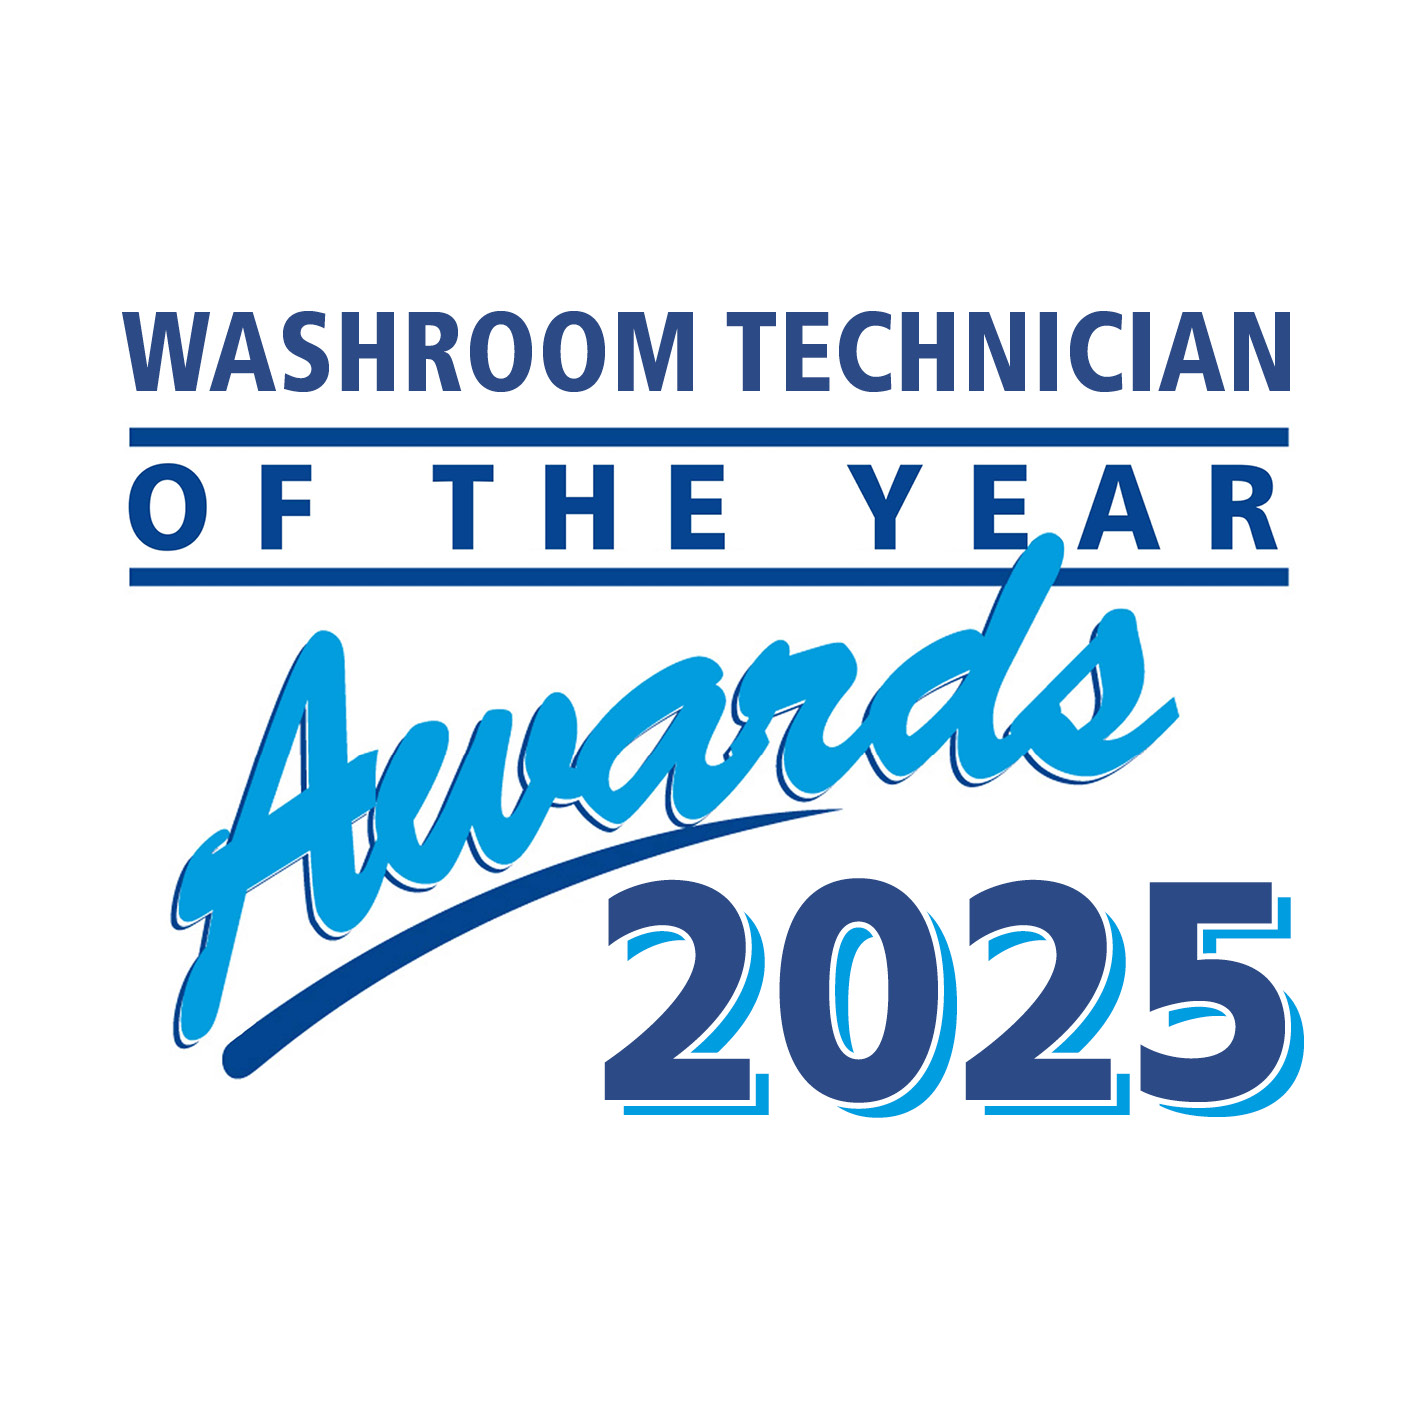 WASHROOM TECHNICIAN
OF THE YEAR
Awards
2025